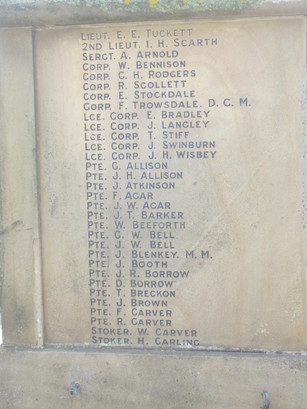 LIEUT. E. E. TUCKETT
2ND LIEUT. I. H. SCARTH
SERGT. A. ARNOLD
CORP. W. BENNISON
CORP. C. H. RODGERS
CORP. R. SCOLLETT
CORP. E. STOCKDALE
CORP. F. TROWSDALE, D. C. M.
LCE. CORP. E. BRADLEY
LCE. CORP. J. LANGLEY
LCE. CORP. T. STIFF
LCE. CORP. J. SWINBURN
LCE. CORP. J. H. WISBEY
PTE. G. ALLISON
PTE. J. H. ALLISON
PTE. J. ATKINSON
PTE. F. AGAR
PTE. J. W. AGAR
PTE. J. T. BARKER
PTE. W. BEEFORTH
PTE. G. W. BELL
PTE. J. W. BELL
PTE. J. BLENKEY, M. M.
PTE. J. BOOTH
PTE. J. R. BORROW
PTE. D. BORROW
PTE. T. BRECKON
PTE. J. BROWN
PTE. F. CARVER
PTE. R. CARVER
STOKER. W. CARVER
STOKER. H. CARLING